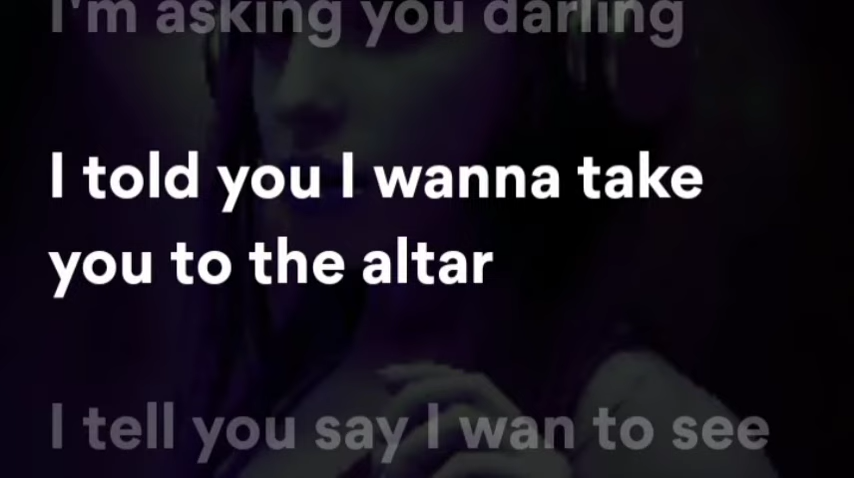 I'm asking you darling
I told you I wanna take
you to the altar
I tell you say I wan to see